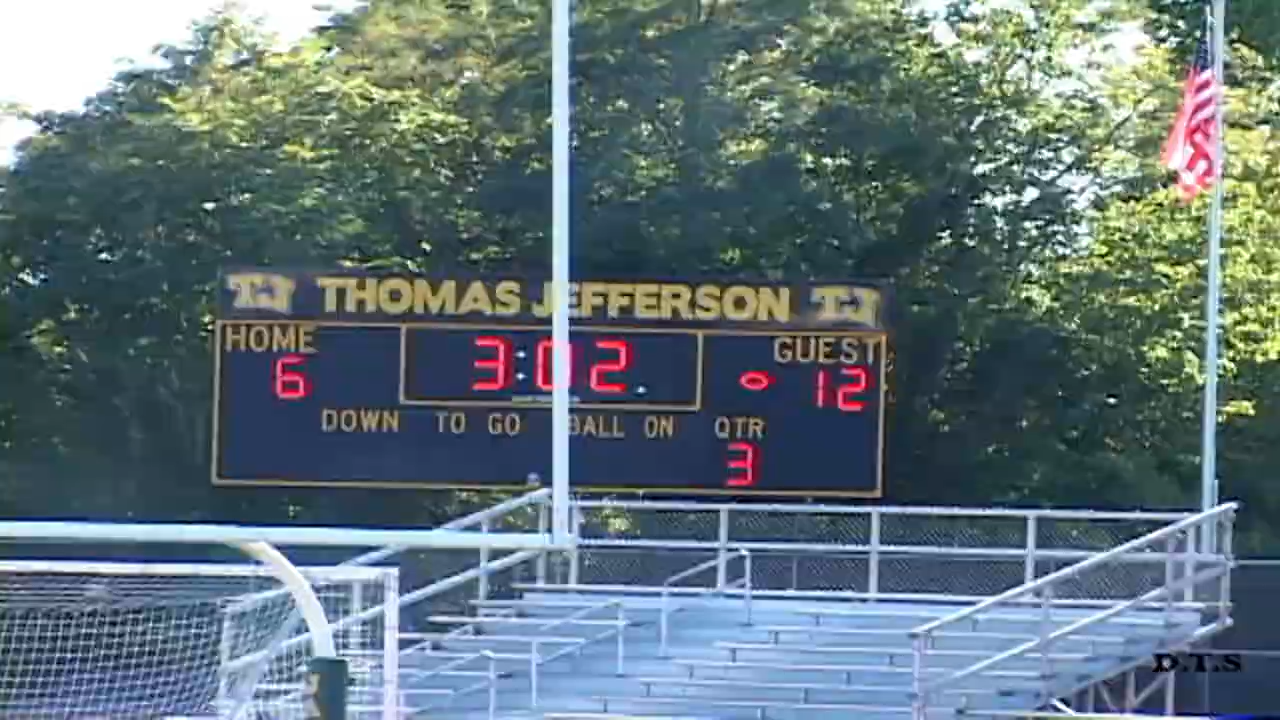 TJ THOMAS JEFFERSON TJ
HOME GUEST
6 3:02 12
DOWN TO GO BALL ON QTR
3
D.T.S